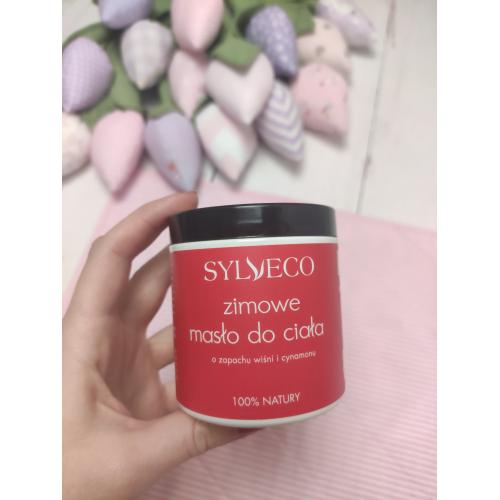 SYLVECO
zimowe
masło do ciała
o zapachu wiśni i cynamonu
100% NATURY